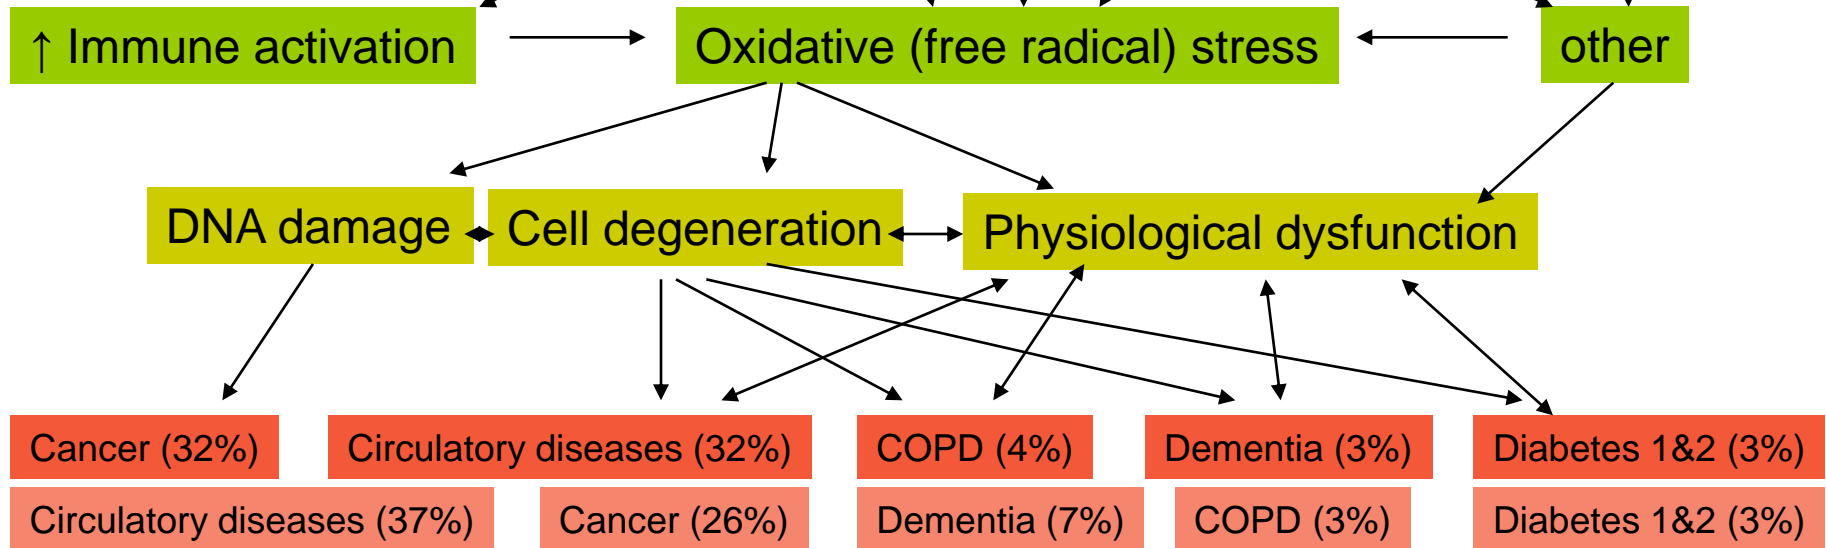 ↑ Immune activation
Oxidative (free radical) stress
other
DNA damage
Cell degeneration
Physiological dysfunction
Cancer (32%)
Circulatory diseases (32%)
COPD (4%)
Dementia (3%)
Diabetes 1&2 (3%)
Circulatory diseases (37%)
Cancer (26%)
Dementia (7%)
COPD (3%)
Diabetes 1&2 (3%)